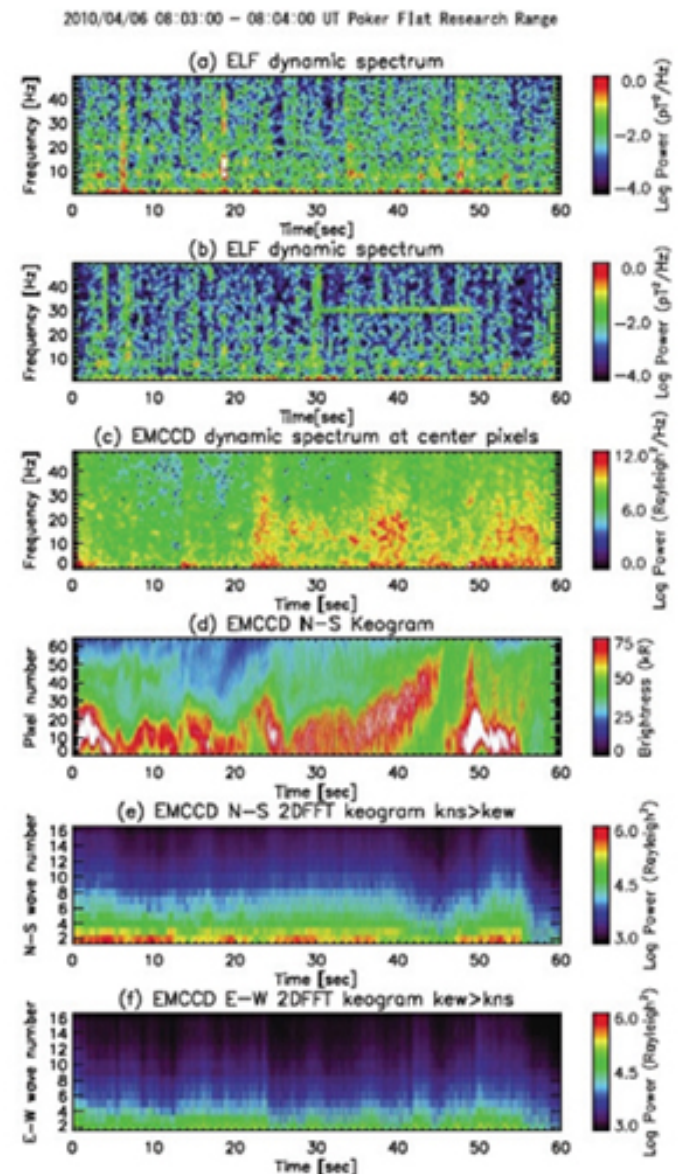 2010/04/06 08:03:00 - 08:04:00 UT Poker Flat Research Range
(a) ELF dynamic spectrum
Frequency [Hz]
40
30
20
10
0 10 20 30 40 50 60
Time[sec]
0.0
-2.0
-4.0
Log Power (pT²/Hz)
(b) ELF dynamic spectrum
Frequency [Hz]
40
30
20
10
0 10 20 30 40 50 60
Time[sec]
0.0
-2.0
-4.0
Log Power (pT²/Hz)
(c) EMCCD dynamic spectrum at center pixels
Frequency [Hz]
40
30
20
10
0
0 10 20 30 40 50 60
Time [sec]
12.0
6.0
0.0
Log Power (Rayleigh²/Hz)
(d) EMCCD N-S Keogram
Pixel number
60
50
40
30
20
10
0
0 10 20 30 40 50 60
Time [sec]
75
50
25
0
Brightness (kR)
(e) EMCCD N-S 2DFFT keogram kns>kew
N-S wave number
16
14
12
10
8
6
4
2
0 10 20 30 40 50 60
Time [sec]
6.0
4.5
3.0
Log Power (Rayleigh²)
(f) EMCCD E-W 2DFFT keogram kew>kns
E-W wave number
16
14
12
10
8
6
4
2
0 10 20 30 40 50 60
Time [sec]
6.0
4.5
3.0
Log Power (Rayleigh²)